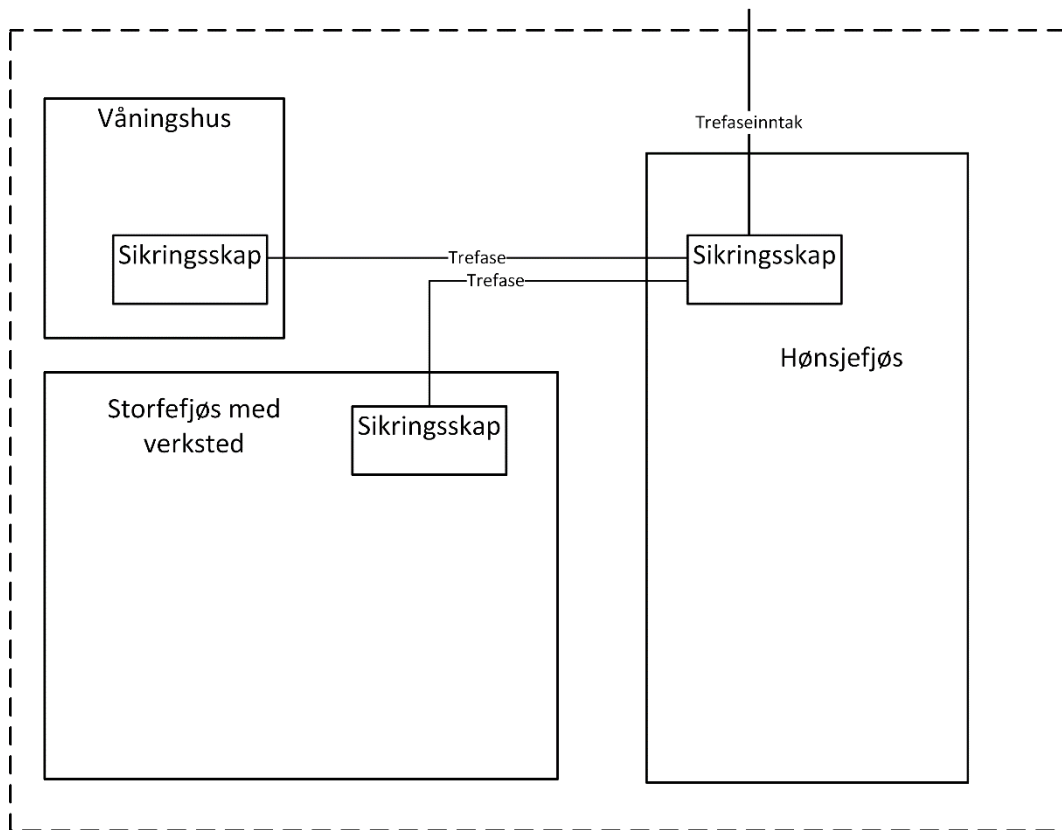 Våningshus
Trefaseinntak
Sikringsskap
Trefase
Sikringsskap
Trefase
Hønsjefjøs
Storfefjøs med
verksted
Sikringsskap